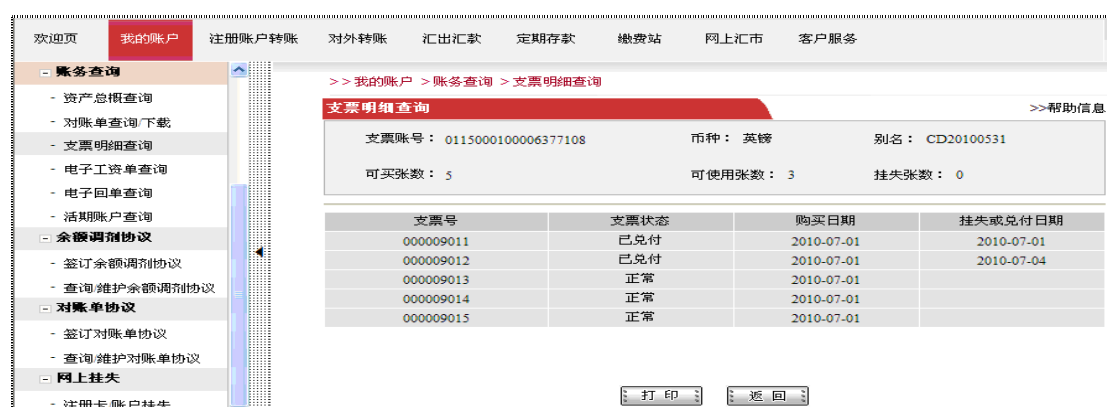 欢迎页 我的账户 注册账户转账 对外转账 汇出汇款 定期存款 缴费站 网上汇市 客户服务
账务查询
- 资产总概查询
- 对账单查询/下载
- 支票明细查询
- 电子工资单查询
- 电子回单查询
- 活期账户查询
余额调剂协议
- 签订余额调剂协议
- 查询/维护余额调剂协议
对账单协议
- 签订对账单协议
- 查询/维护对账单协议
网上挂失
- 注册卡/账户挂失
>>我的账户 >账务查询 >支票明细查询
支票明细查询 >>帮助信息
支票账号： 0115000100006377108 币种： 英镑 别名： CD20100531
可买张数： 5 可使用张数： 3 挂失张数： 0
支票号 支票状态 购买日期 挂失或兑付日期
000009011 已兑付 2010-07-01 2010-07-01
000009012 已兑付 2010-07-01 2010-07-04
000009013 正常 2010-07-01
000009014 正常 2010-07-01
000009015 正常 2010-07-01
打印 返回